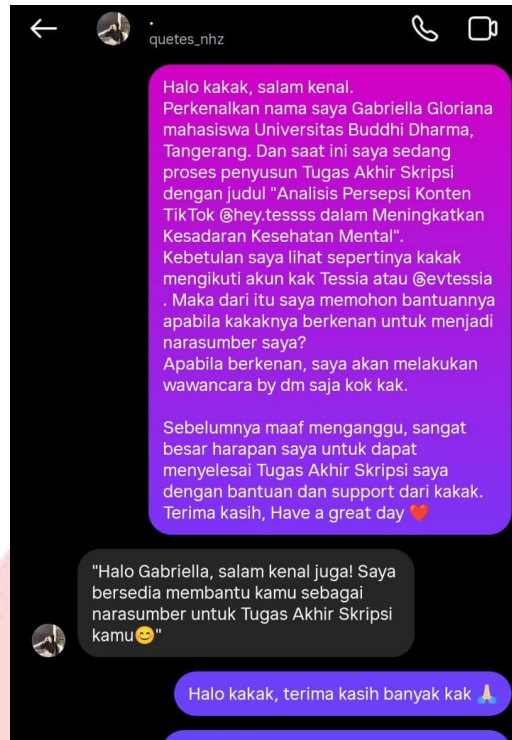 .
quetes_nhz
Halo kakak, salam kenal.
Perkenalkan nama saya Gabriella Gloriana
mahasiswa Universitas Buddhi Dharma,
Tangerang. Dan saat ini saya sedang
proses penyusun Tugas Akhir Skripsi
dengan judul "Analisis Persepsi Konten
TikTok @hey.tessss dalam Meningkatkan
Kesadaran Kesehatan Mental".
Kebetulan saya lihat sepertinya kakak
mengikuti akun kak Tessia atau @evtessia
. Maka dari itu saya memohon bantuannya
apabila kakaknya berkenan untuk menjadi
narasumber saya?
Apabila berkenan, saya akan melakukan
wawancara by dm saja kok kak.
Sebelumnya maaf menganggu, sangat
besar harapan saya untuk dapat
menyelesai Tugas Akhir Skripsi saya
dengan bantuan dan support dari kakak.
Terima kasih, Have a great day ❤️
"Halo Gabriella, salam kenal juga! Saya
bersedia membantu kamu sebagai
narasumber untuk Tugas Akhir Skripsi
kamu😊"
Halo kakak, terima kasih banyak kak 🙏🏻